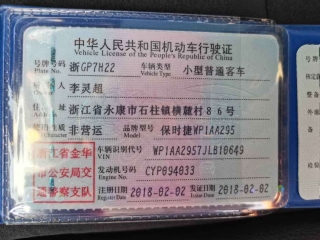 中华人民共和国机动车行驶证
Vehicle License of the People's Republic of China
号牌号码 浙GP7H22 车辆类型 小型普通客车
Plate No. Vehicle Type
所有人 李灵超
Owner
住址 浙江省永康市石柱镇横竸村86号
Address
使用性质 非营运 品牌型号 保时捷WP1AA295
Use Character Model
浙江省金华市公安局交通警察支队
车辆识别代号 WP1AA2957JLB10649
VIN
发动机号码 CYP094033
Engine No.
注册日期 2018-02-02 发证日期 2018-02-02
Register Date Issue Date